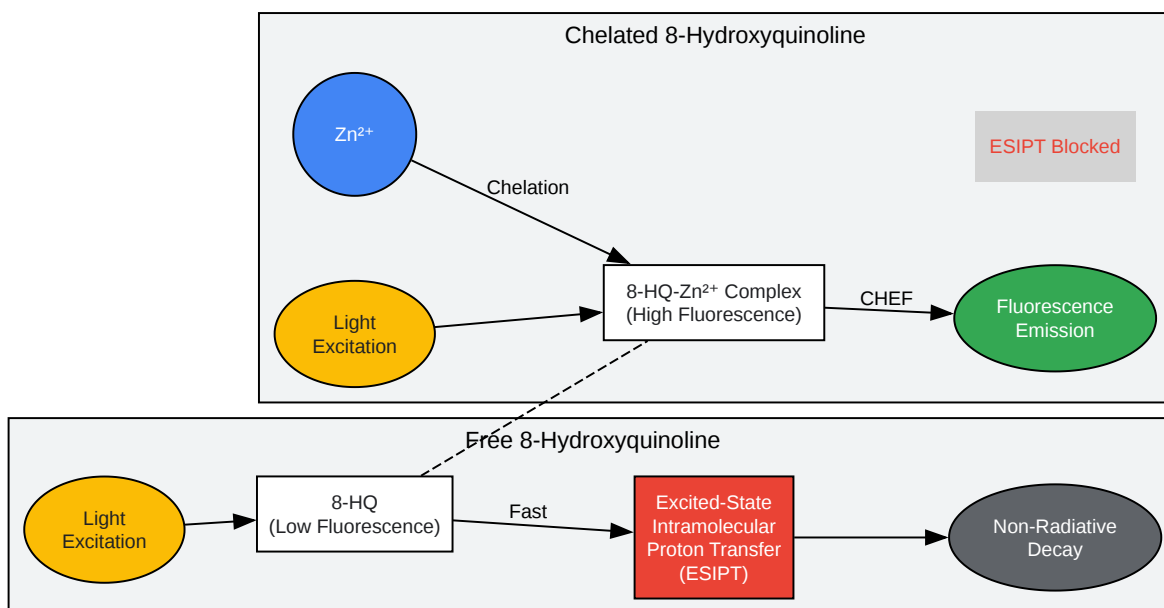 Chelated 8-Hydroxyquinoline
Zn²⁺
ESIPT Blocked
Chelation
8-HQ-Zn²⁺ Complex
(High Fluorescence)
CHEF
Fluorescence
Emission
Light
Excitation
Free 8-Hydroxyquinoline
Light
Excitation
8-HQ
(Low Fluorescence)
Fast
Excited-State
Intramolecular
Proton Transfer
(ESIPT)
Non-Radiative
Decay